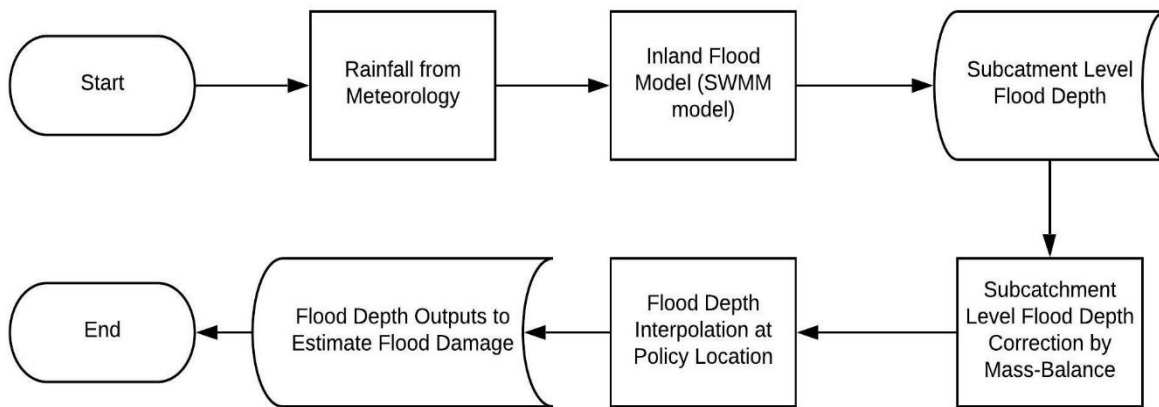 Start
Rainfall from
Meteorology
Inland Flood
Model (SWMM
model)
Subcatment Level
Flood Depth
Subcatchment
Level Flood Depth
Correction by
Mass-Balance
Flood Depth
Interpolation at
Policy Location
Flood Depth Outputs to
Estimate Flood Damage
End